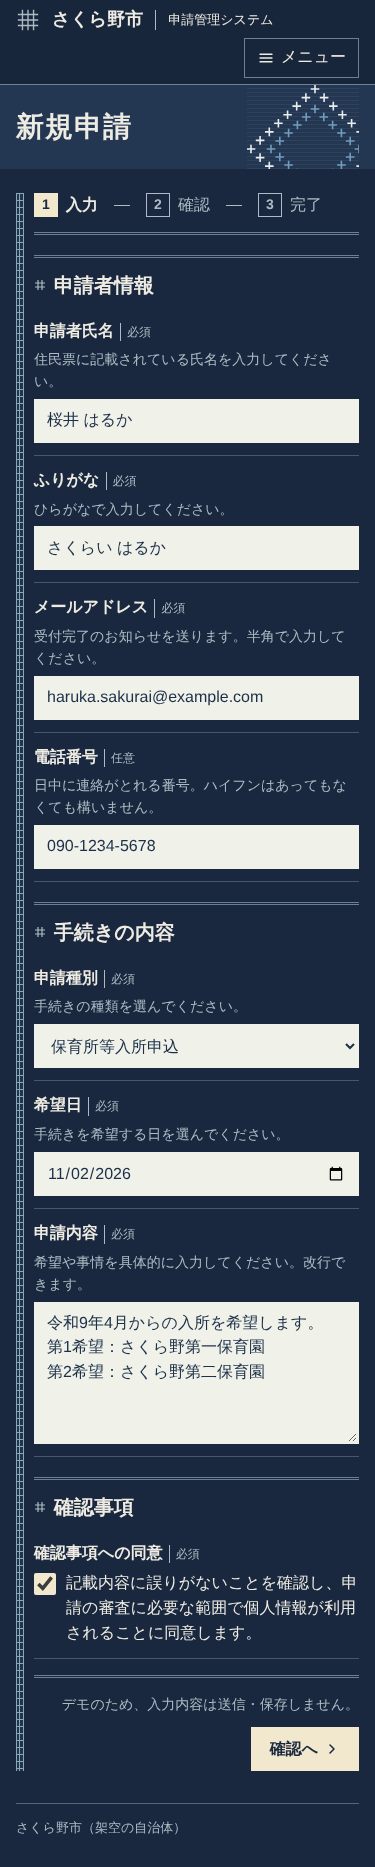 さくら野市 申請管理システム
メニュー
新規申請
1 入力 — 2 確認 — 3 完了
申請者情報
申請者氏名 必須
住民票に記載されている氏名を入力してくださ
い。
桜井 はるか
ふりがな 必須
ひらがなで入力してください。
さくらい はるか
メールアドレス 必須
受付完了のお知らせを送ります。半角で入力して
ください。
haruka.sakurai@example.com
電話番号 任意
日中に連絡がとれる番号。ハイフンはあってもな
くても構いません。
090-1234-5678
手続きの内容
申請種別 必須
手続きの種類を選んでください。
保育所等入所申込
希望日 必須
手続きを希望する日を選んでください。
11/02/2026
申請内容 必須
希望や事情を具体的に入力してください。改行で
きます。
令和9年4月からの入所を希望します。
第1希望：さくら野第一保育園
第2希望：さくら野第二保育園
確認事項
確認事項への同意 必須
記載内容に誤りがないことを確認し、申
請の審査に必要な範囲で個人情報が利用
されることに同意します。
デモのため、入力内容は送信・保存しません。
確認へ
さくら野市（架空の自治体）